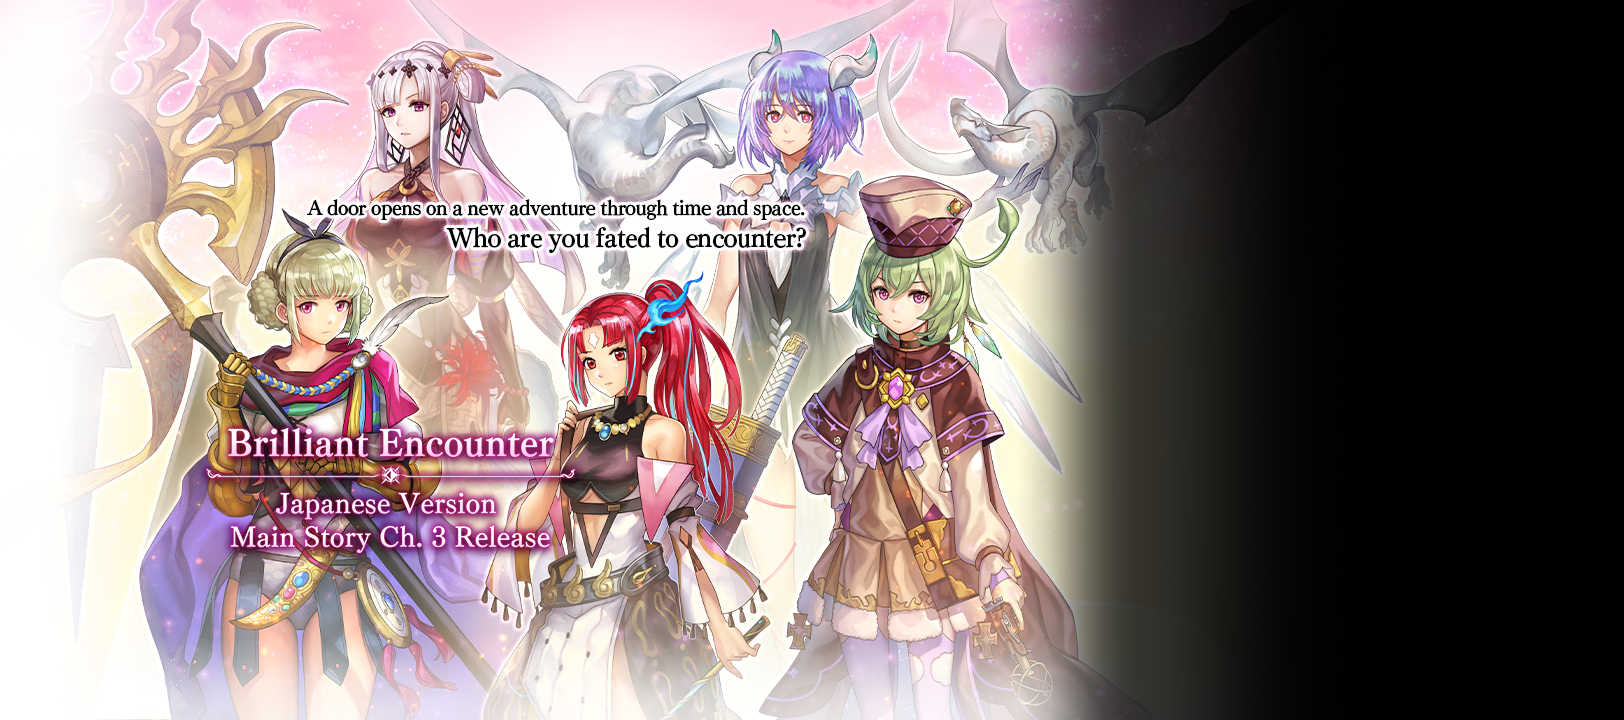 A door opens on a new adventure through time and space.
Who are you fated to encounter?
Brilliant Encounter
Japanese Version
Main Story Ch. 3 Release